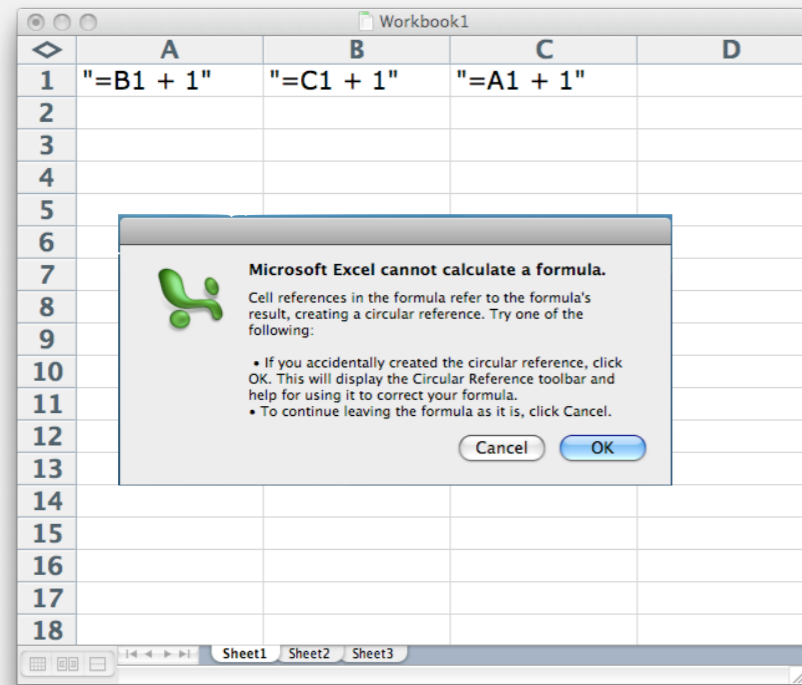 Workbook1
A B C D
1 "=B1 + 1" "=C1 + 1" "=A1 + 1"
2
3
4
5
6
7
8
9
10
11
12
13
14
15
16
17
18
Microsoft Excel cannot calculate a formula.
Cell references in the formula refer to the formula's
result, creating a circular reference. Try one of the
following:
• If you accidentally created the circular reference, click
OK. This will display the Circular Reference toolbar and
help for using it to correct your formula.
• To continue leaving the formula as it is, click Cancel.
Cancel OK
Sheet1 Sheet2 Sheet3